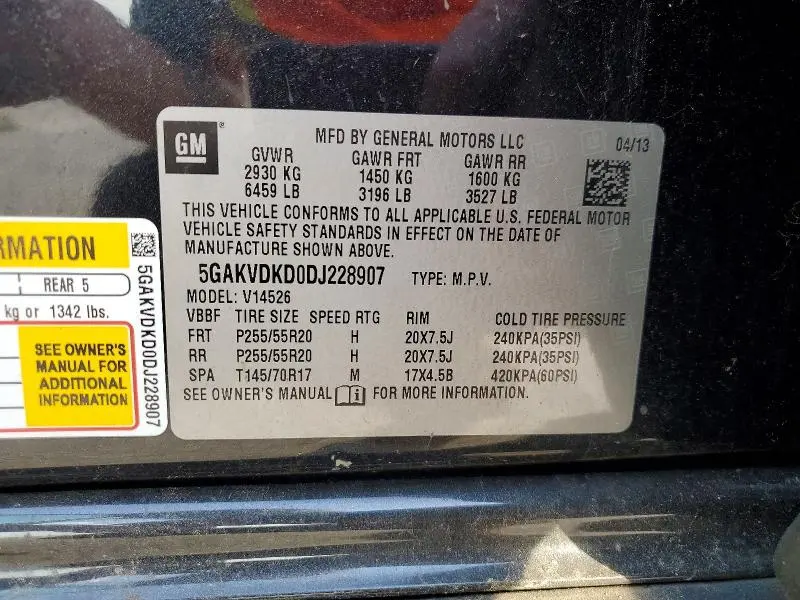 GM
MFD BY GENERAL MOTORS LLC
04/13
GVWR GAWR FRT GAWR RR
2930 KG 1450 KG 1600 KG
6459 LB 3196 LB 3527 LB
THIS VEHICLE CONFORMS TO ALL APPLICABLE U.S. FEDERAL MOTOR
VEHICLE SAFETY STANDARDS IN EFFECT ON THE DATE OF
MANUFACTURE SHOWN ABOVE.
5GAKVDKD0DJ228907 TYPE: M.P.V.
MODEL: V14526
VBBF TIRE SIZE SPEED RTG RIM COLD TIRE PRESSURE
FRT P255/55R20 H 20X7.5J 240KPA(35PSI)
RR P255/55R20 H 20X7.5J 240KPA(35PSI)
SPA T145/70R17 M 17X4.5B 420KPA(60PSI)
SEE OWNER'S MANUAL i FOR MORE INFORMATION.
RMATION
REAR 5
kg or 1342 lbs.
SEE OWNER'S
MANUAL FOR
ADDITIONAL
INFORMATION
5GAKVDKD0DJ228907